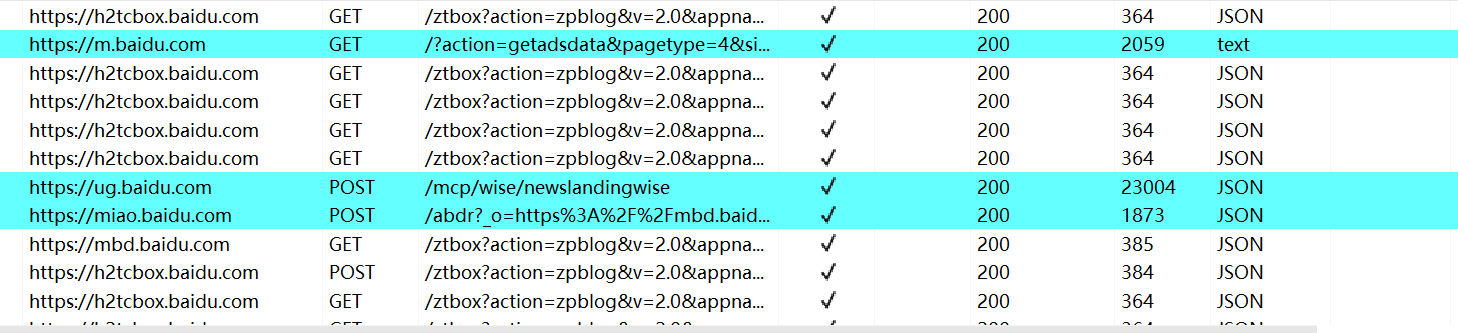 https://h2tcbox.baidu.com GET /ztbox?action=zpblog&v=2.0&appna... ✓ 200 364 JSON
https://m.baidu.com GET /?action=getadsdata&pagetype=4&si... ✓ 200 2059 text
https://h2tcbox.baidu.com GET /ztbox?action=zpblog&v=2.0&appna... ✓ 200 364 JSON
https://h2tcbox.baidu.com GET /ztbox?action=zpblog&v=2.0&appna... ✓ 200 364 JSON
https://h2tcbox.baidu.com GET /ztbox?action=zpblog&v=2.0&appna... ✓ 200 364 JSON
https://h2tcbox.baidu.com GET /ztbox?action=zpblog&v=2.0&appna... ✓ 200 364 JSON
https://ug.baidu.com POST /mcp/wise/newslandingwise ✓ 200 23004 JSON
https://miao.baidu.com POST /abdr?_o=https%3A%2F%2Fmbd.baid... ✓ 200 1873 JSON
https://mbd.baidu.com GET /ztbox?action=zpblog&v=2.0&appna... ✓ 200 385 JSON
https://h2tcbox.baidu.com POST /ztbox?action=zpblog&v=2.0&appna... ✓ 200 384 JSON
https://h2tcbox.baidu.com GET /ztbox?action=zpblog&v=2.0&appna... ✓ 200 364 JSON